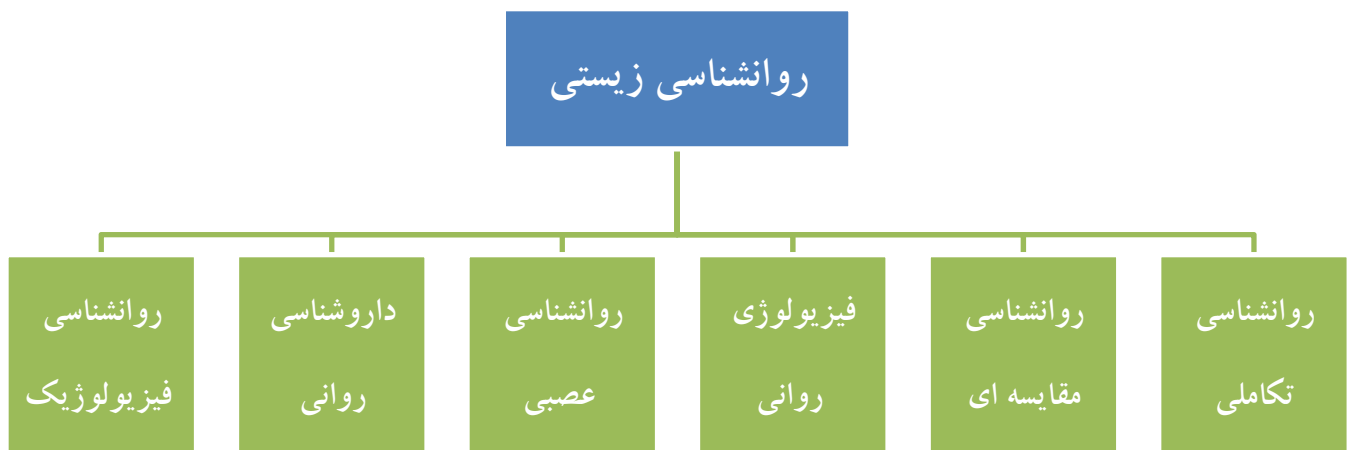 روانشناسی زیستی
روانشناسی
تکاملی
روانشناسی
مقایسه ای
فیزیولوژی
روانی
روانشناسی
عصبی
داروشناسی
روانی
روانشناسی
فیزیولوژیک